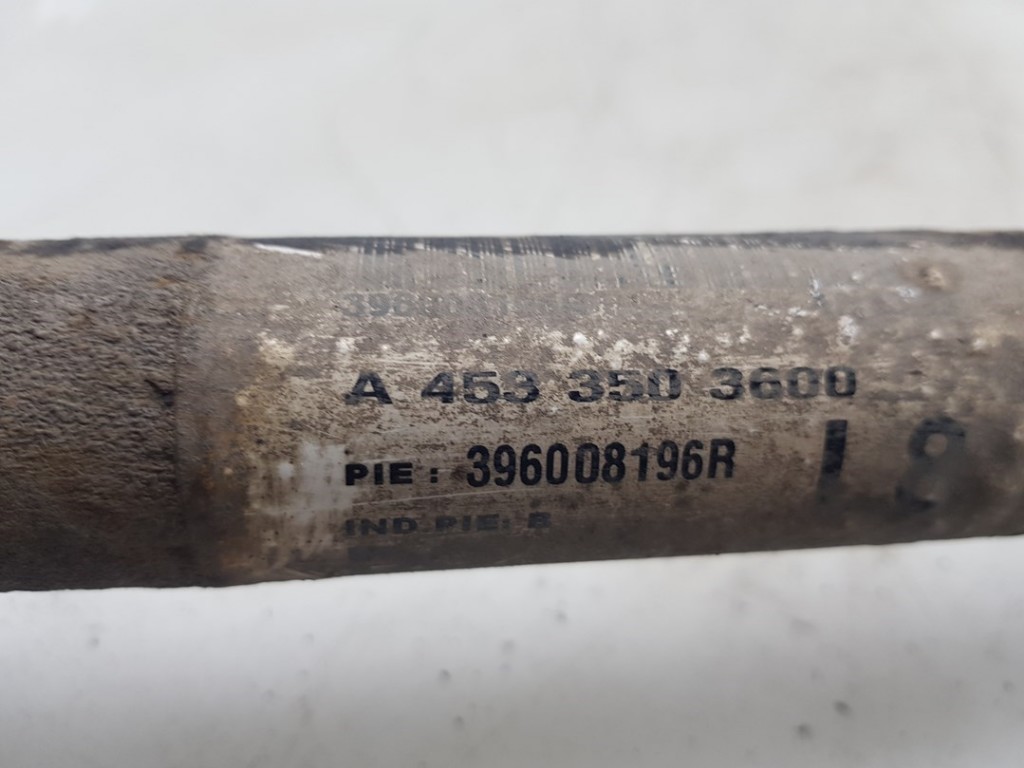 A 453 350 3600
PIE : 396008196R
IND PIE: B